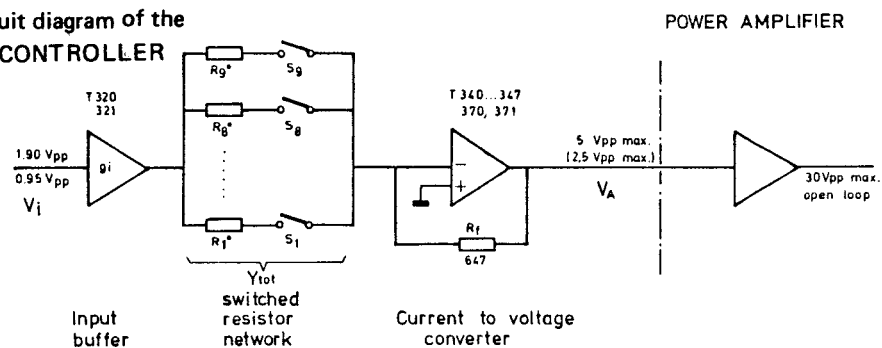 uit diagram of the
CONTROLLER
POWER AMPLIFIER
T 320
321
R9*
S9
R8*
S8
T 340...347
370, 371
1.90 Vpp
0.95 Vpp
Vi
gi
R1*
S1
−
+
Rf
647
5 Vpp max.
(2,5 Vpp max.)
VA
30Vpp max.
open loop
Ytot
Input
buffer
switched
resistor
network
Current to voltage
converter